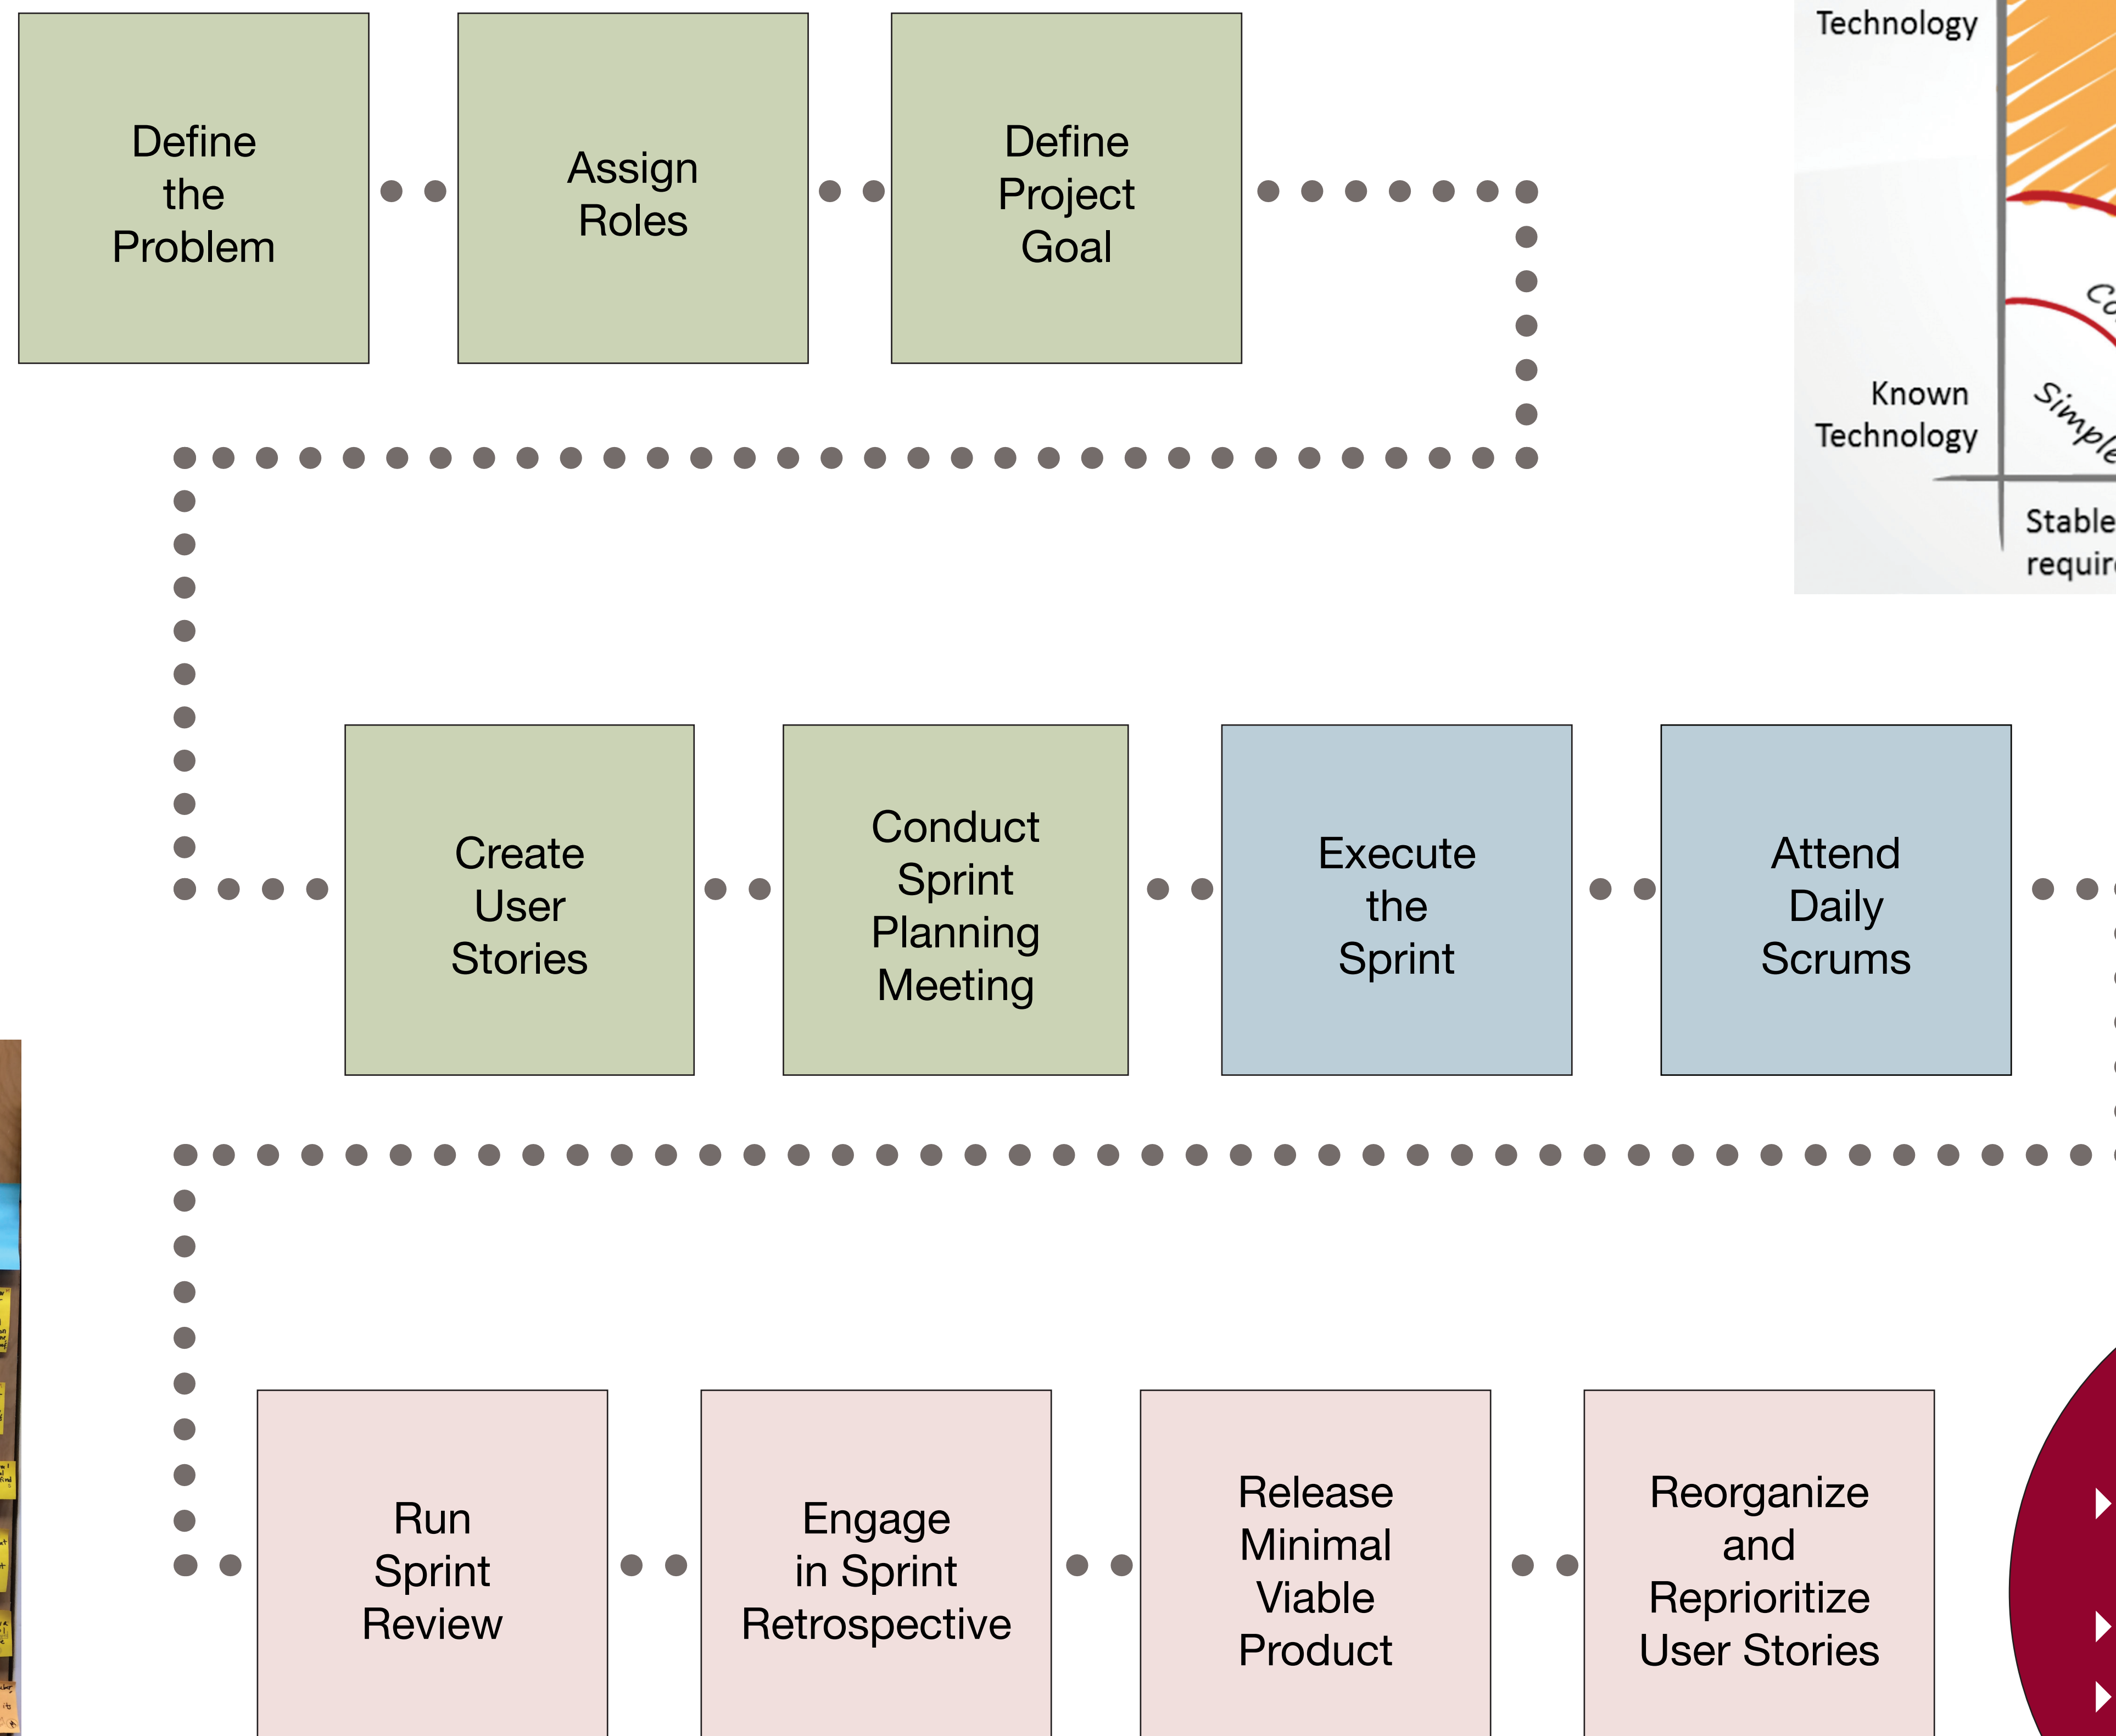 Define
the
Problem
Assign
Roles
Define
Project
Goal
Technology
Known
Technology
Simple
Stable
Create
User
Stories
Conduct
Sprint
Planning
Meeting
Execute
the
Sprint
Attend
Daily
Scrums
Run
Sprint
Review
Engage
in Sprint
Retrospective
Release
Minimal
Viable
Product
Reorganize
and
Reprioritize
User Stories